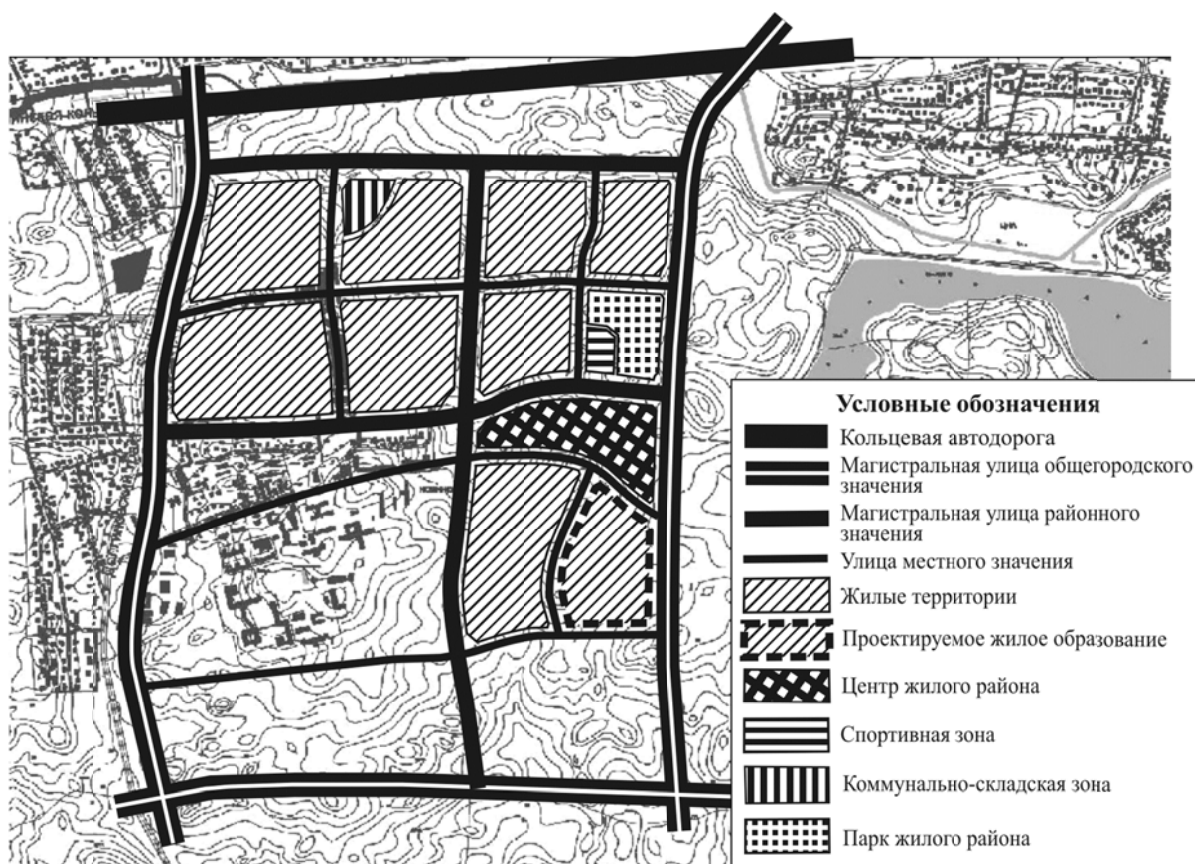 ЦНА
Условные обозначения
Кольцевая автодорога
Магистральная улица общегородского
значения
Магистральная улица районного
значения
Улица местного значения
Жилые территории
Проектируемое жилое образование
Центр жилого района
Спортивная зона
Коммунально-складская зона
Парк жилого района